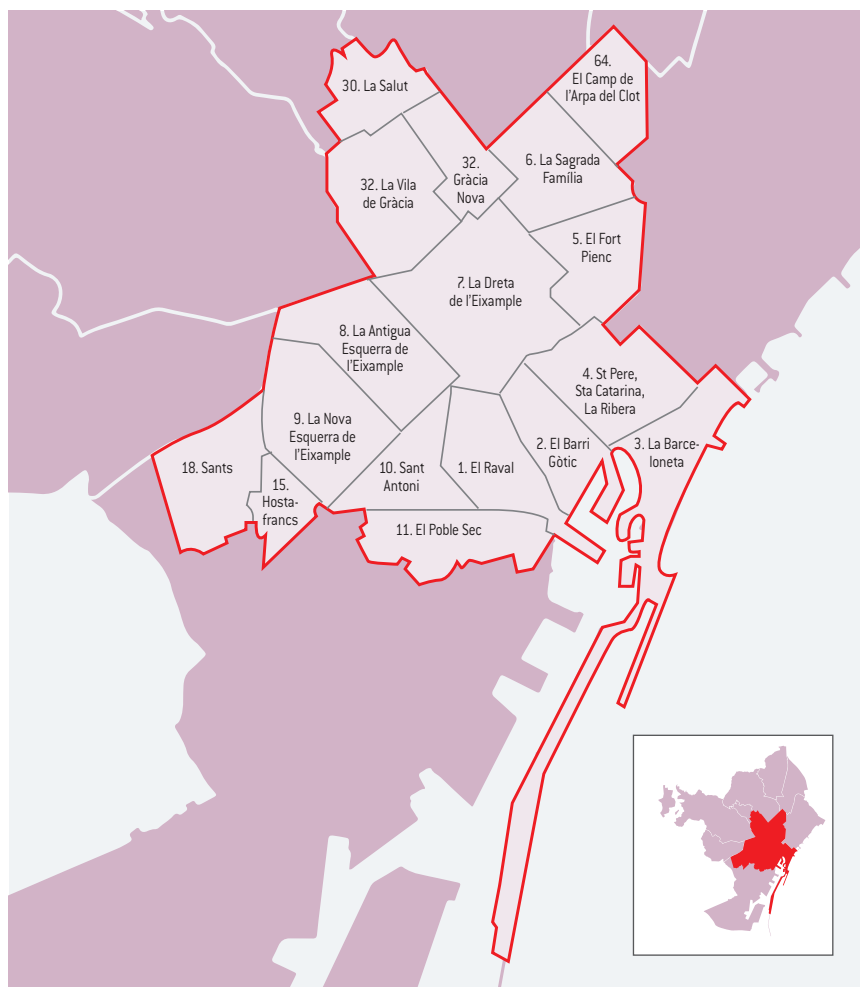 64.
El Camp de
l'Arpa del Clot
30. La Salut
6. La Sagrada
Família
32.
Gràcia
Nova
32. La Vila
de Gràcia
5. El Fort
Pienc
7. La Dreta
de l'Eixample
8. La Antigua
Esquerra de
l'Eixample
4. St Pere,
Sta Catarina,
La Ribera
9. La Nova
Esquerra de
l'Eixample
2. El Barri
Gòtic
3. La Barce-
loneta
18. Sants
10. Sant
Antoni
1. El Raval
15.
Hosta-
francs
11. El Poble Sec